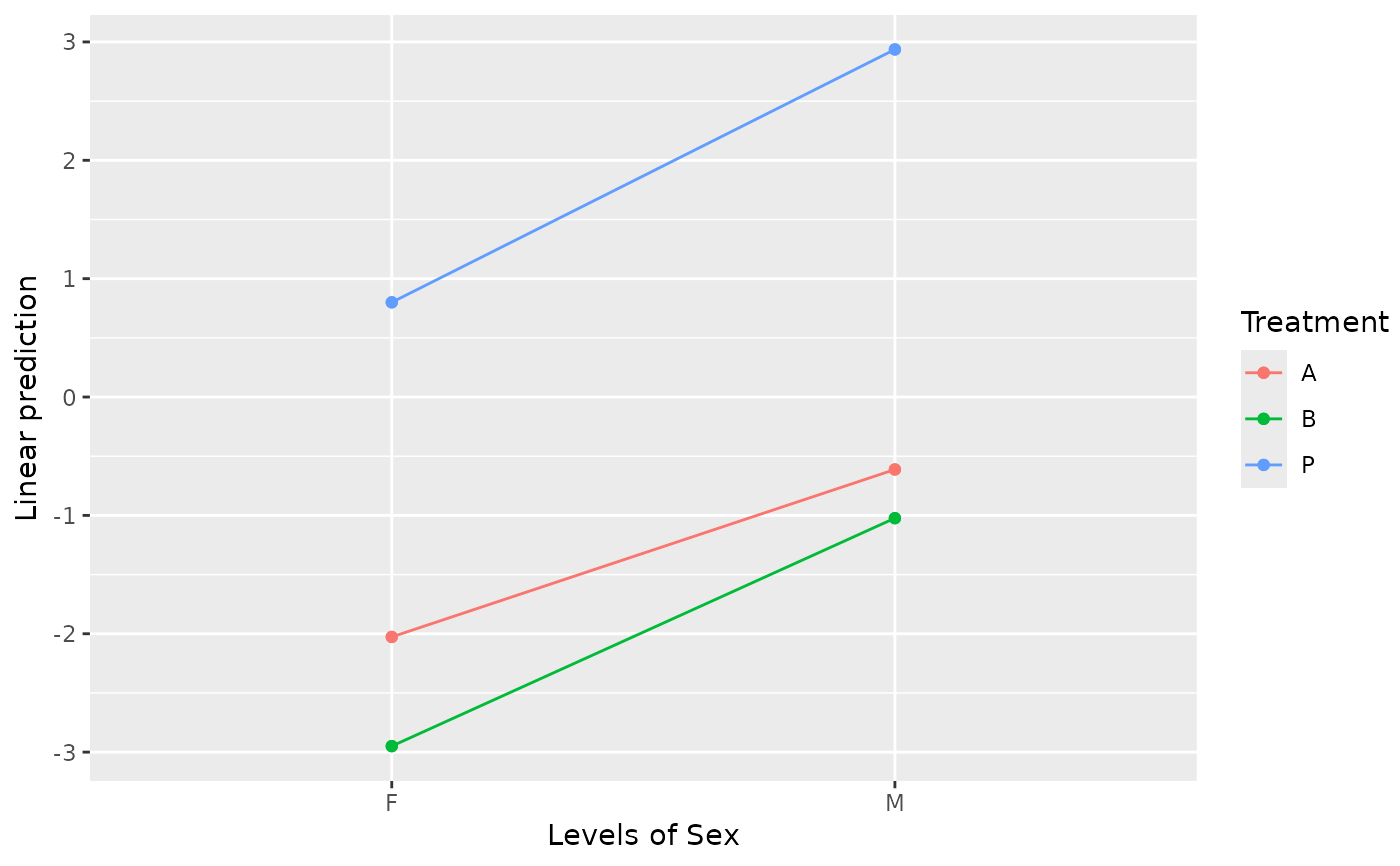 3
2
1
0
-1
-2
-3
Linear prediction
F
M
Levels of Sex
Treatment
A
B
P